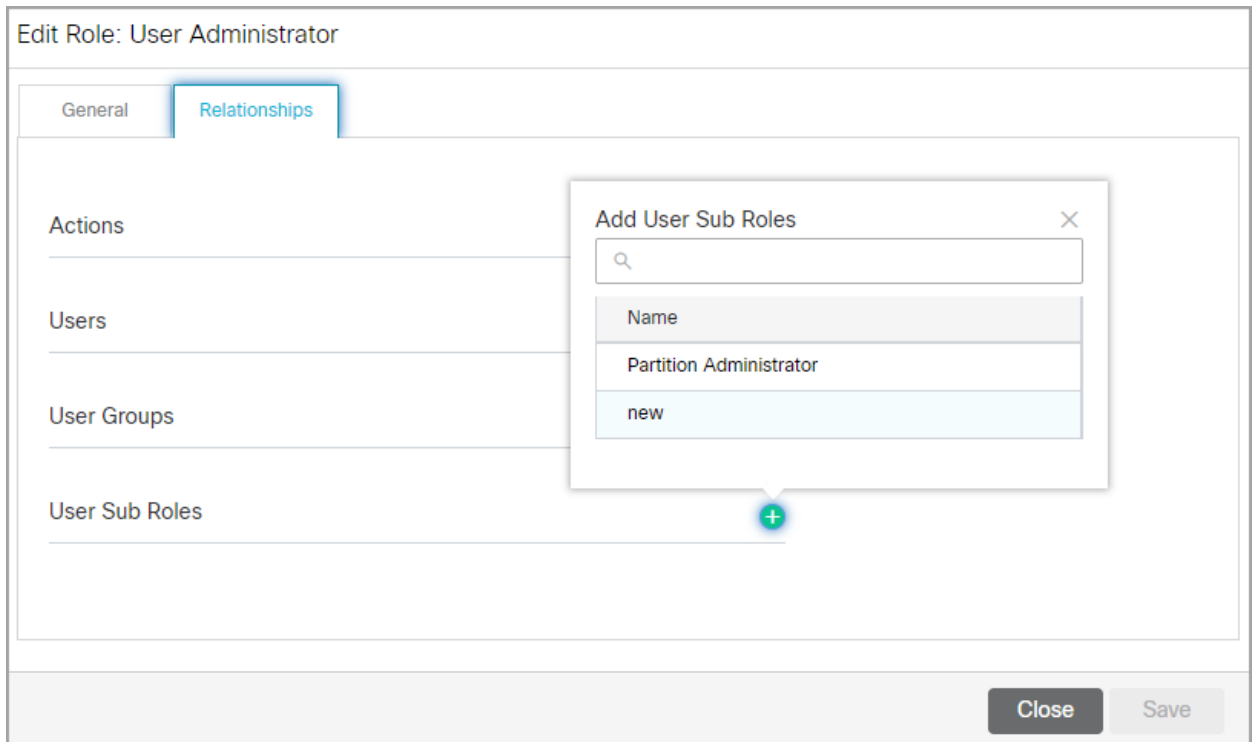 Edit Role: User Administrator
General
Relationships
Actions
Users
User Groups
User Sub Roles
Add User Sub Roles
Name
Partition Administrator
new
Close
Save